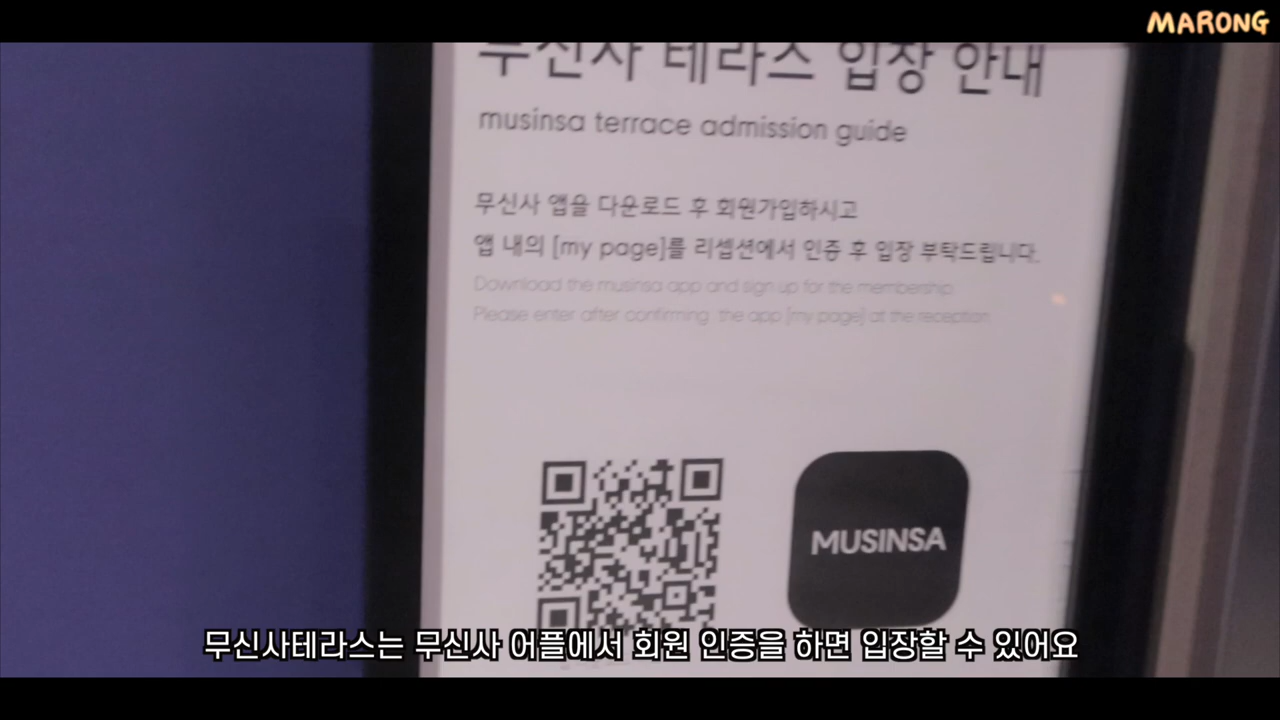 MARONG
무신사 테라스 입장 안내
musinsa terrace admission guide
무신사 앱을 다운로드 후 회원가입하시고
앱 내의 [my page]를 리셉션에서 인증 후 입장 부탁드립니다.
Download the musinsa app and sign up for the membership
Please enter after confirming the app [my page] at the reception
MUSINSA
무신사테라스는 무신사 어플에서 회원 인증을 하면 입장할 수 있어요